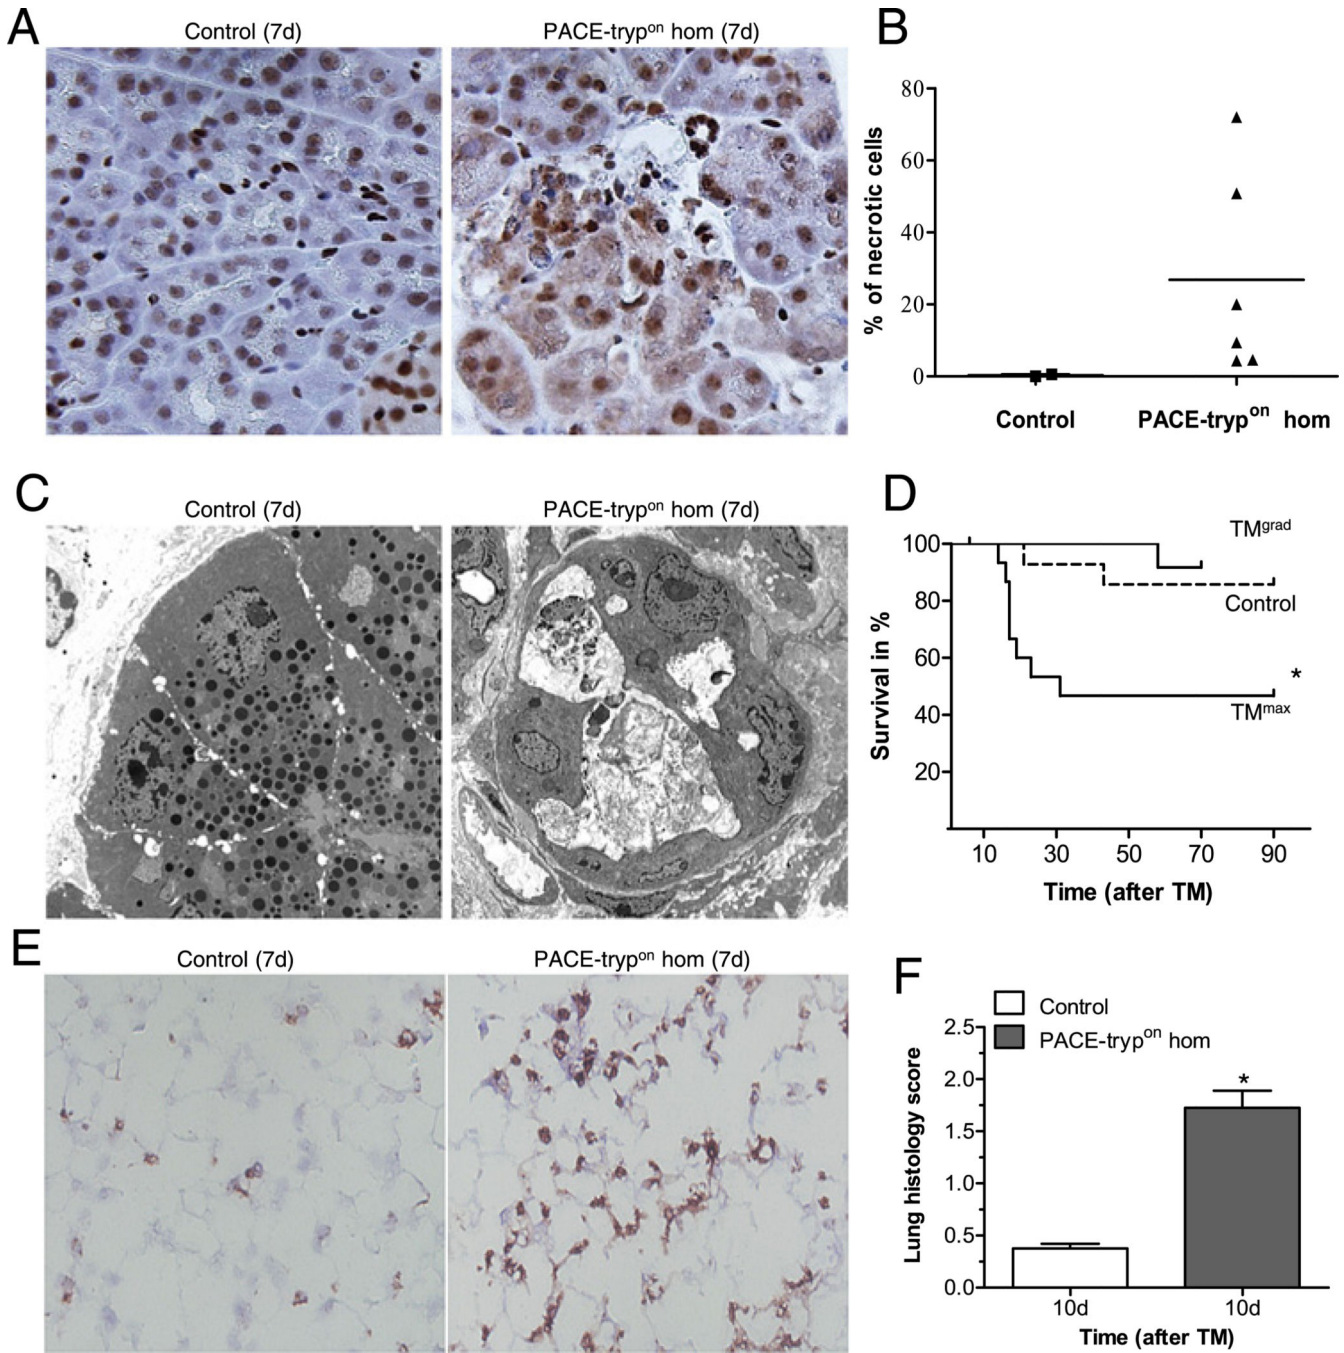 A
Control (7d)
PACE-tryp^on hom (7d)
B
80
60
40
20
0
% of necrotic cells
Control
PACE-tryp^on hom
C
Control (7d)
PACE-tryp^on hom (7d)
D
100
80
60
40
20
Survival in %
TM^grad
Control
*
TM^max
10 30 50 70 90
Time (after TM)
E
Control (7d)
PACE-tryp^on hom (7d)
F
Control
PACE-tryp^on hom
2.5
2.0
1.5
1.0
0.5
0.0
Lung histology score
*
10d 10d
Time (after TM)